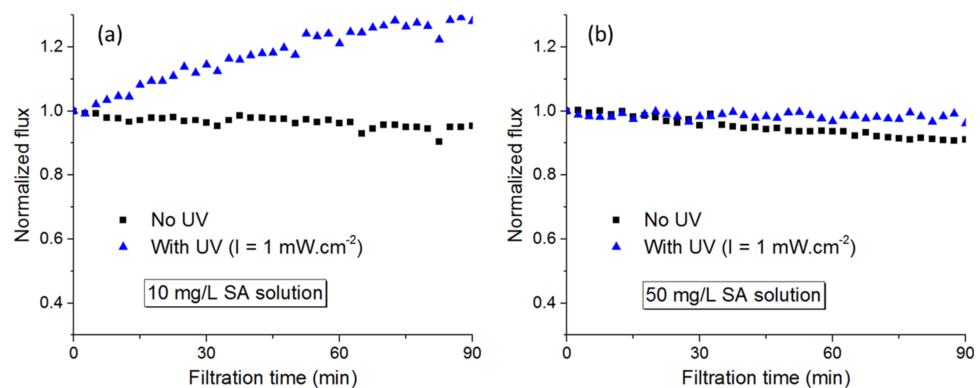 (a)
1.2
1.0
0.8
0.6
0.4
Normalized flux
No UV
With UV (I = 1 mW.cm⁻²)
10 mg/L SA solution
0 30 60 90
Filtration time (min)
(b)
1.2
1.0
0.8
0.6
0.4
Normalized flux
No UV
With UV (I = 1 mW.cm⁻²)
50 mg/L SA solution
0 30 60 90
Filtration time (min)